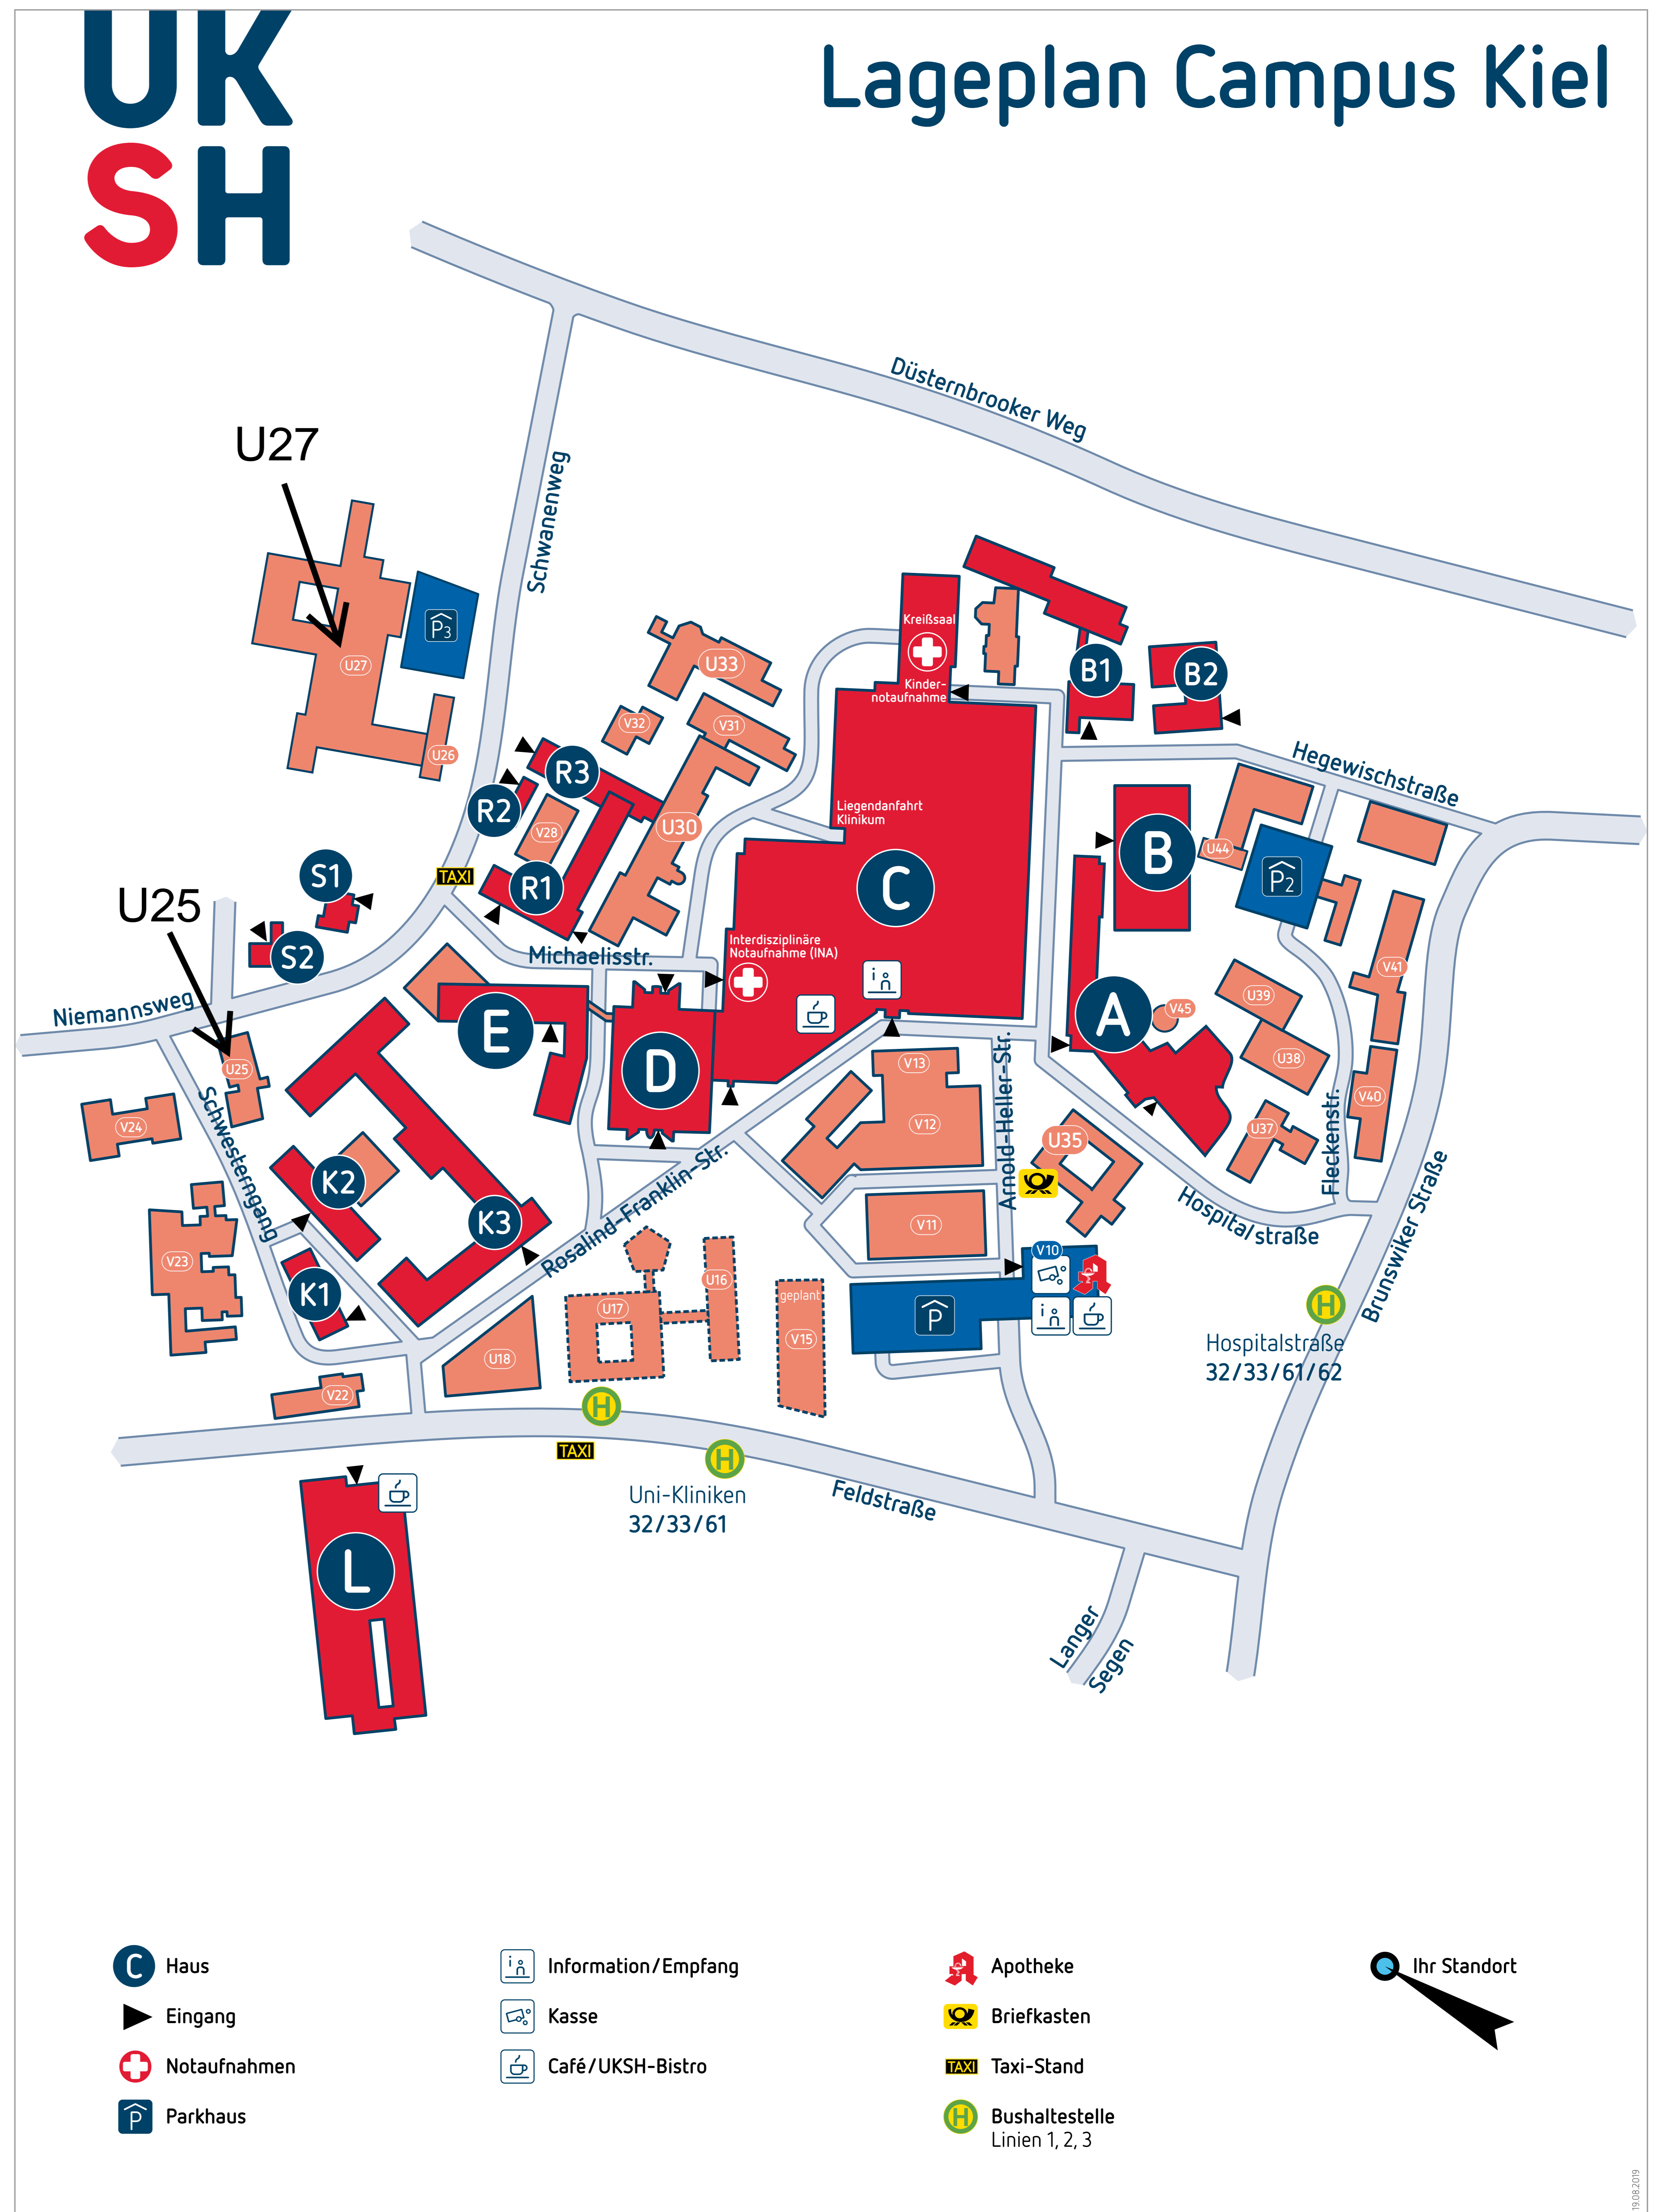 UK
SH
Lageplan Campus Kiel
Düsternbrooker Weg
Schwanenweg
U27
P3
U27
U26
Kreißsaal
Kinder-
notaufnahme
B1
B2
U33
V32
V31
R3
R2
V28
U30
R1
Hegewischstraße
Liegendanfahrt
Klinikum
C
B
U44
P2
S1
TAXI
U25
S2
Michaelisstr.
Interdisziplinäre
Notaufnahme (INA)
i
V41
U39
V45
A
Niemannsweg
E
D
U38
U25
V13
Arnold-Heller-Str.
V40
V24
Schwesterngang
V12
U35
U37
Fleckenstr.
K2
K3
Rosalind-Franklin-Str.
V11
Hospitalstraße
Brunswiker Straße
V23
K1
U16
U17
geplant
V15
V10
P
i
H
Hospitalstraße
32/33/61/62
U18
V22
H
TAXI
H
Uni-Kliniken
32/33/61
Feldstraße
L
Langer
Segen
C Haus
Eingang
Notaufnahmen
P Parkhaus
i Information/Empfang
Kasse
Café/UKSH-Bistro
Apotheke
Briefkasten
TAXI Taxi-Stand
H Bushaltestelle
Linien 1, 2, 3
Ihr Standort
19.08.2019